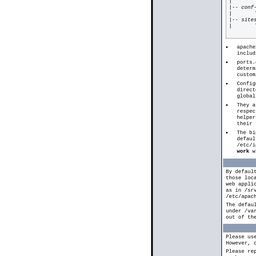 |-- conf-
|
|-- sites
|
apache
includ
ports.
determ
custom
Config
direct
global
They a
respec
helper
their
The bi
defaul
/etc/i
work w
By default
those loca
web applic
as in /srv
/etc/apach
The defaul
under /var
out of the
Please use
However, c
Please rep